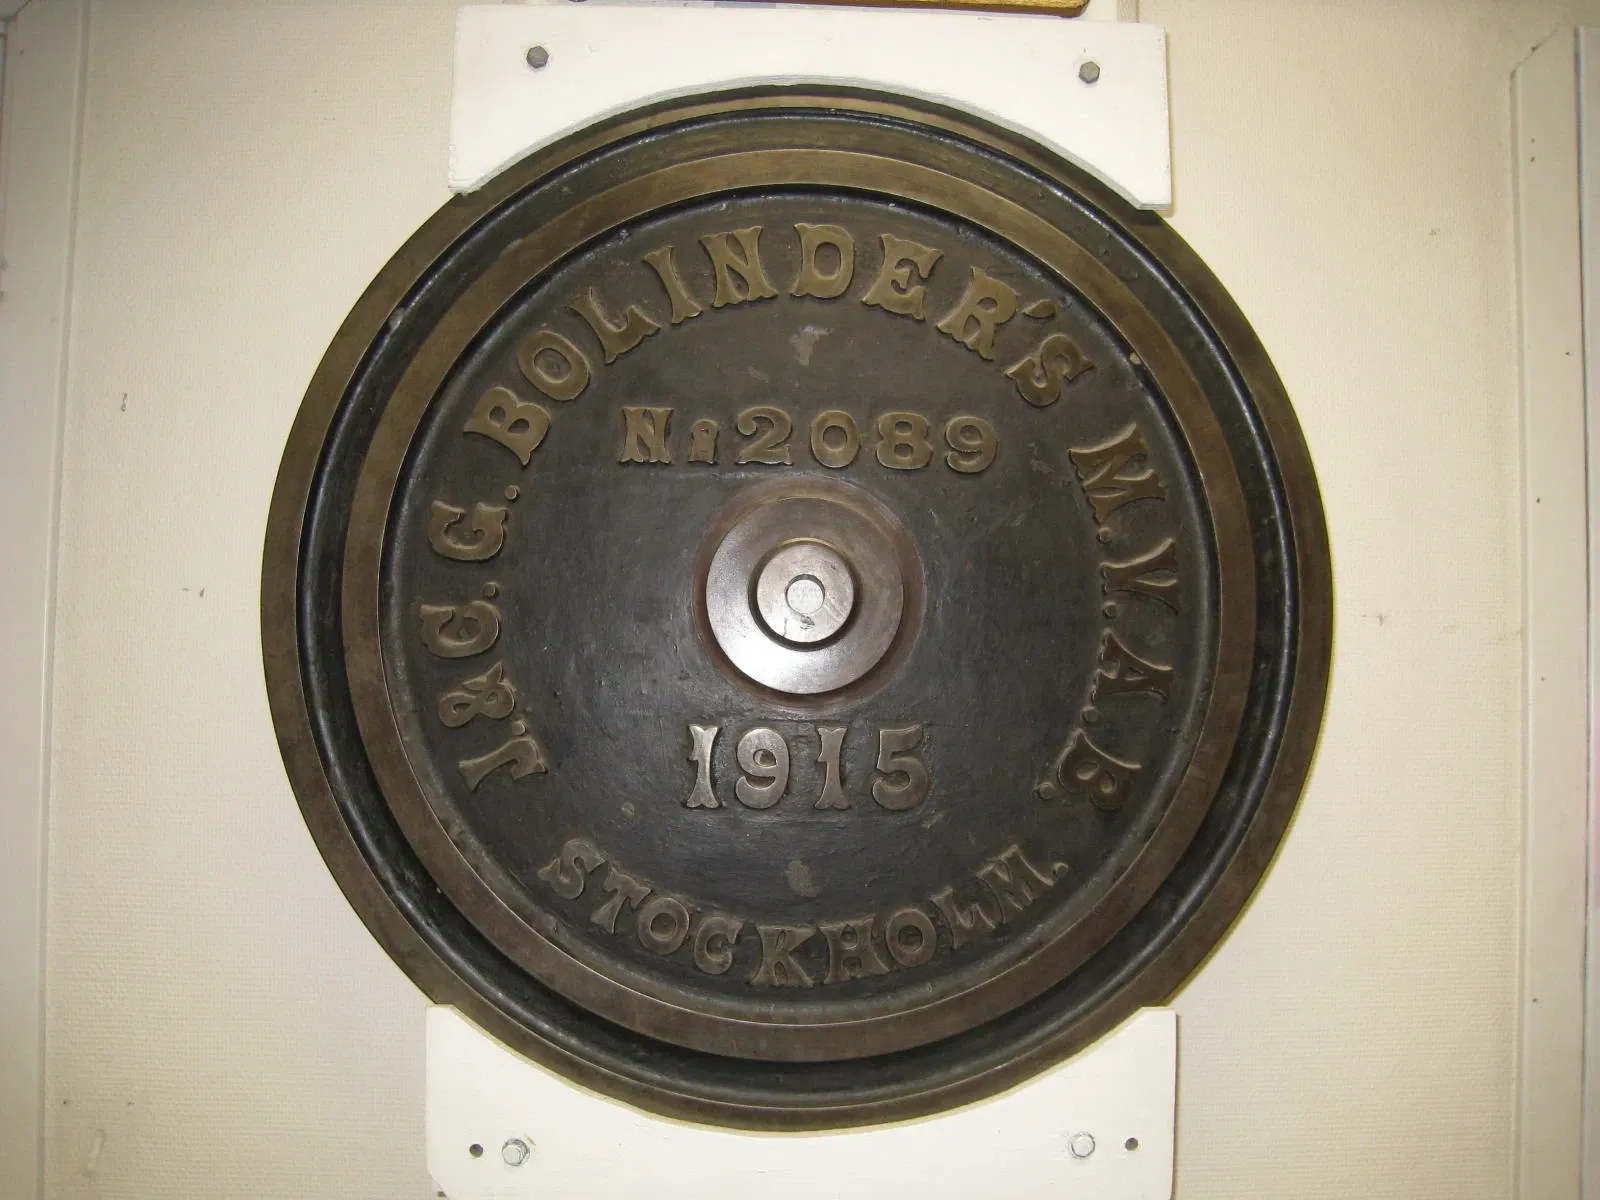 J. & C. G. BOLINDER'S M. V. A. B.
No 2089
1915
STOCKHOLM.